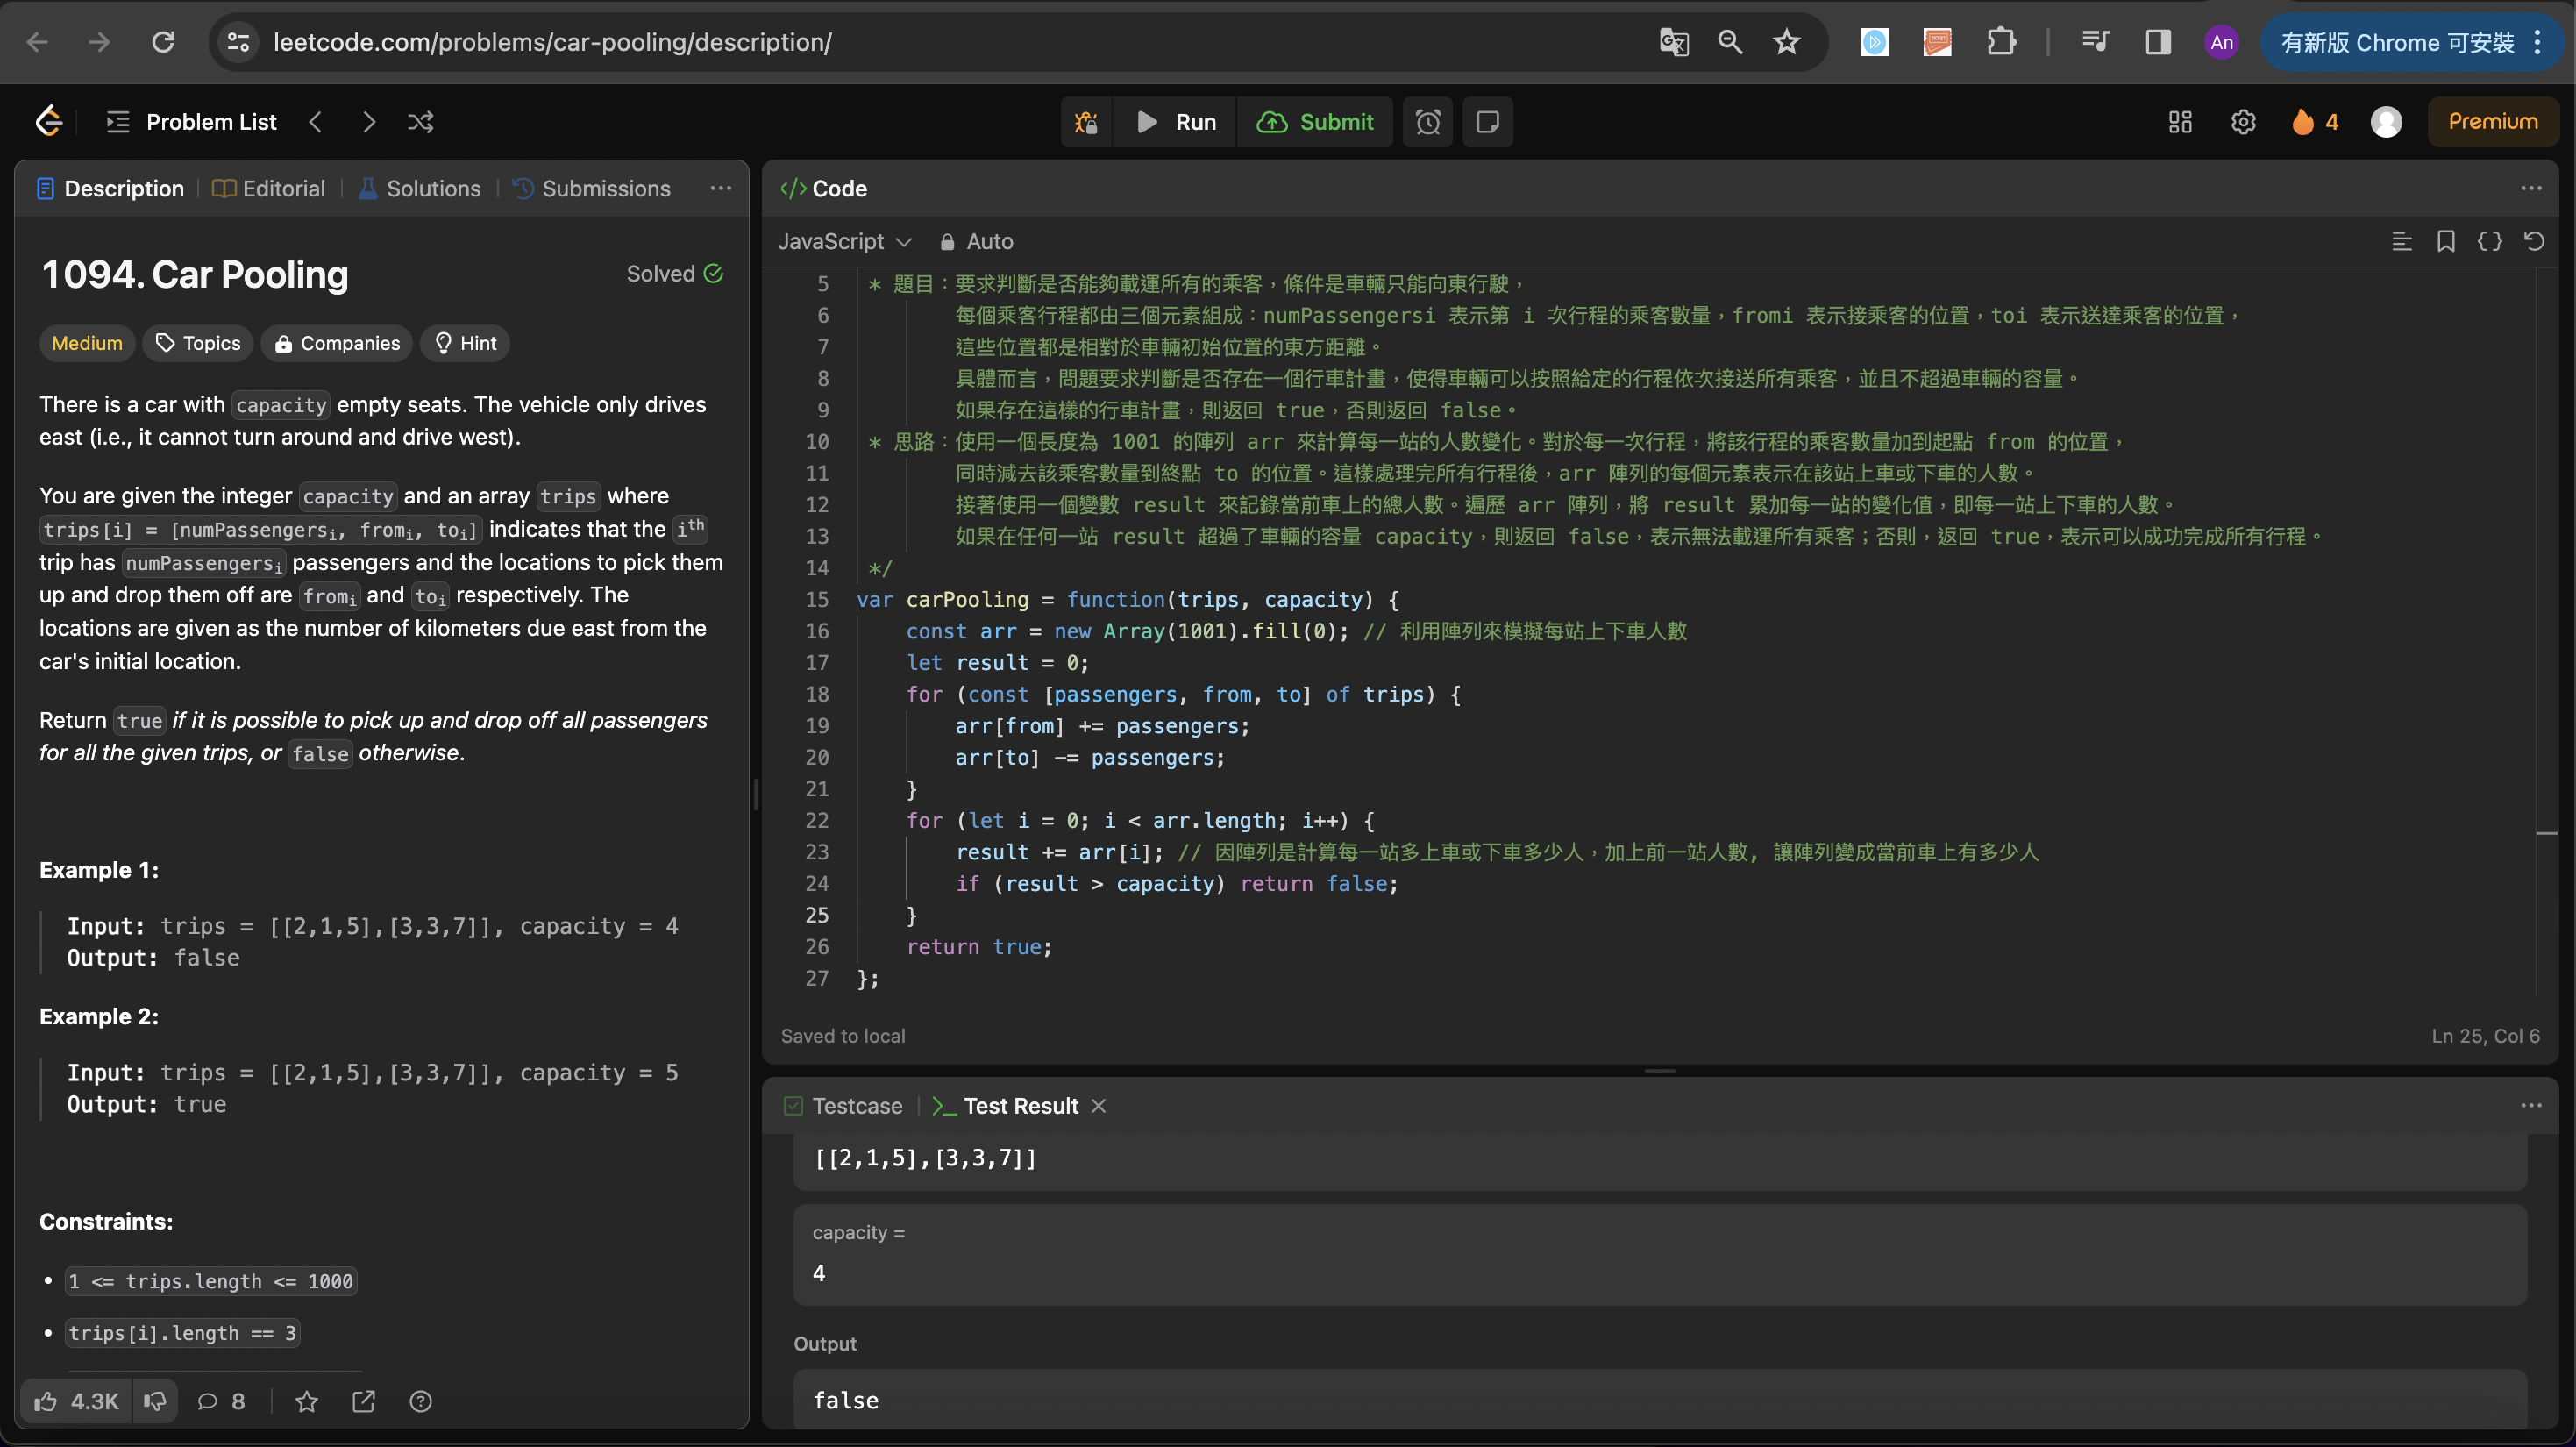 leetcode.com/problems/car-pooling/description/
An
有新版 Chrome 可安裝
Problem List
Run
Submit
4
Premium
Description
Editorial
Solutions
Submissions
1094. Car Pooling
Solved
Medium
Topics
Companies
Hint
There is a car with capacity empty seats. The vehicle only drives
east (i.e., it cannot turn around and drive west).
You are given the integer capacity and an array trips where
trips[i] = [numPassengersi, fromi, toi] indicates that the ith
trip has numPassengersi passengers and the locations to pick them
up and drop them off are fromi and toi respectively. The
locations are given as the number of kilometers due east from the
car's initial location.
Return true if it is possible to pick up and drop off all passengers
for all the given trips, or false otherwise.
Example 1:
Input: trips = [[2,1,5],[3,3,7]], capacity = 4
Output: false
Example 2:
Input: trips = [[2,1,5],[3,3,7]], capacity = 5
Output: true
Constraints:
• 1 <= trips.length <= 1000
• trips[i].length == 3
4.3K
8
Code
JavaScript
Auto
5 * 題目：要求判斷是否能夠載運所有的乘客，條件是車輛只能向東行駛，
6 每個乘客行程都由三個元素組成：numPassengersi 表示第 i 次行程的乘客數量，fromi 表示接乘客的位置，toi 表示送達乘客的位置，
7 這些位置都是相對於車輛初始位置的東方距離。
8 具體而言，問題要求判斷是否存在一個行車計畫，使得車輛可以按照給定的行程依次接送所有乘客，並且不超過車輛的容量。
9 如果存在這樣的行車計畫，則返回 true，否則返回 false。
10 * 思路：使用一個長度為 1001 的陣列 arr 來計算每一站的人數變化。對於每一次行程，將該行程的乘客數量加到起點 from 的位置，
11 同時減去該乘客數量到終點 to 的位置。這樣處理完所有行程後，arr 陣列的每個元素表示在該站上車或下車的人數。
12 接著使用一個變數 result 來記錄當前車上的總人數。遍歷 arr 陣列，將 result 累加每一站的變化值，即每一站上下車的人數。
13 如果在任何一站 result 超過了車輛的容量 capacity，則返回 false，表示無法載運所有乘客；否則，返回 true，表示可以成功完成所有行程。
14 */
15 var carPooling = function(trips, capacity) {
16 const arr = new Array(1001).fill(0); // 利用陣列來模擬每站上下車人數
17 let result = 0;
18 for (const [passengers, from, to] of trips) {
19 arr[from] += passengers;
20 arr[to] -= passengers;
21 }
22 for (let i = 0; i < arr.length; i++) {
23 result += arr[i]; // 因陣列是計算每一站多上車或下車多少人，加上前一站人數, 讓陣列變成當前車上有多少人
24 if (result > capacity) return false;
25 }
26 return true;
27 };
Saved to local
Ln 25, Col 6
Testcase
Test Result
[[2,1,5],[3,3,7]]
capacity =
4
Output
false